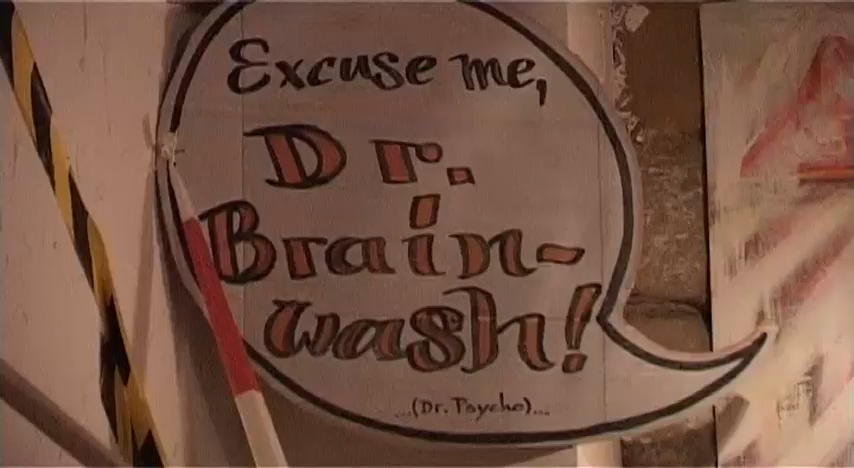 Excuse me,
Dr.
Brain-
wash!
...(Dr. Psycho)...